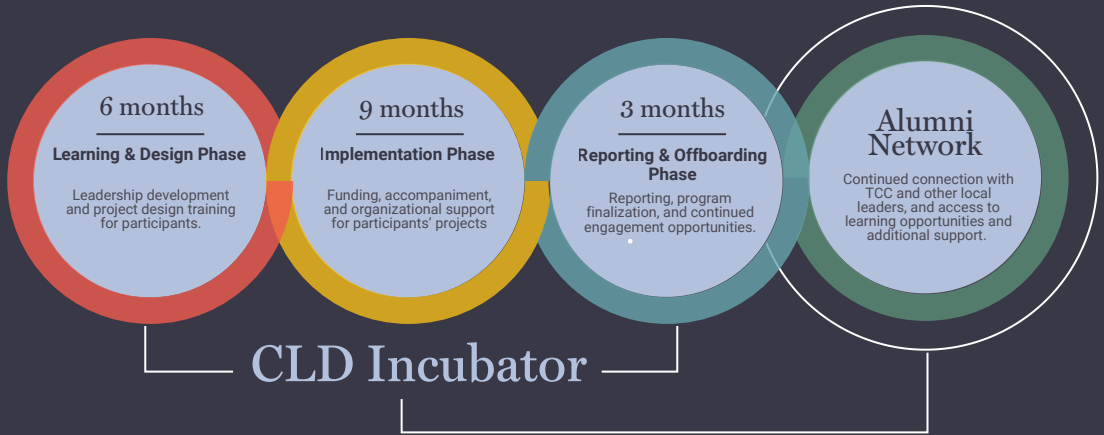 6 months
Learning & Design Phase
Leadership development
and project design training
for participants.
9 months
Implementation Phase
Funding, accompaniment,
and organizational support
for participants' projects
3 months
Reporting & Offboarding
Phase
Reporting, program
finalization, and continued
engagement opportunities.
Alumni
Network
Continued connection with
TCC and other local
leaders, and access to
learning opportunities and
additional support.
CLD Incubator